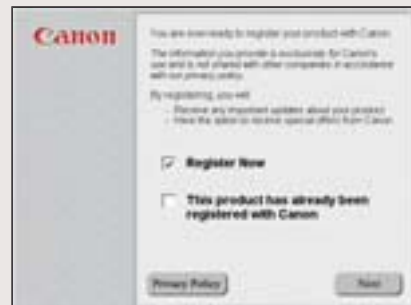 Canon
You are now ready to register your product with Canon.
The information you provide is exclusively for Canon's
use and is not shared with other companies in accordance
with our privacy policy.
By registering, you will:
- Receive any important updates about your product
- Have the option to receive special offers from Canon
Register Now
This product has already been
registered with Canon
Privacy Policy
Next